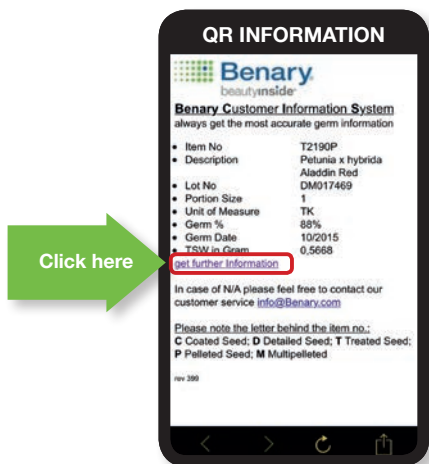 QR INFORMATION
Benary®
beautyinside®
Benary Customer Information System
always get the most accurate germ information
• Item No T2190P
• Description Petunia x hybrida
Aladdin Red
• Lot No DM017469
• Portion Size 1
• Unit of Measure TK
• Germ % 88%
• Germ Date 10/2015
• TSW in Gram 0,5668
Click here
get further Information
In case of N/A please feel free to contact our
customer service info@Benary.com
Please note the letter behind the item no.:
C Coated Seed; D Detailed Seed; T Treated Seed;
P Pelleted Seed; M Multipelleted
rev 399